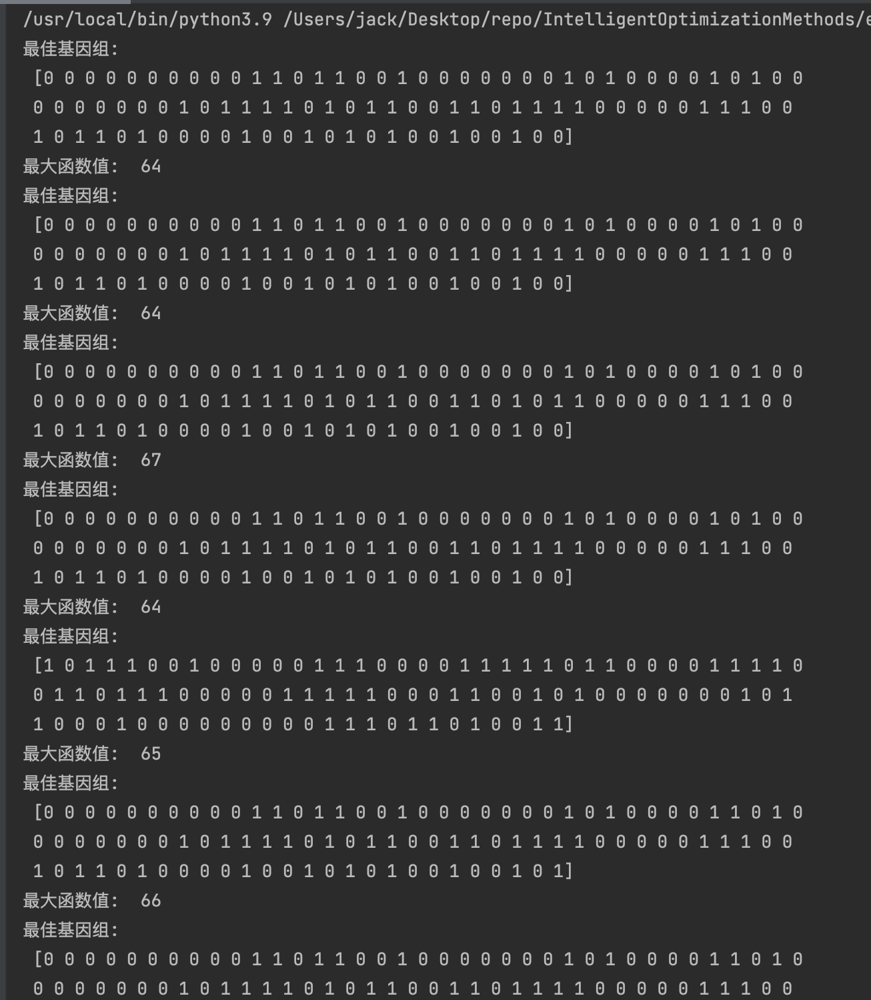 /usr/local/bin/python3.9 /Users/jack/Desktop/repo/IntelligentOptimizationMethods/e
最佳基因组:
[0 0 0 0 0 0 0 0 0 0 1 1 0 1 1 0 0 1 0 0 0 0 0 0 0 1 0 1 0 0 0 0 1 0 1 0 0
0 0 0 0 0 0 0 1 0 1 1 1 1 0 1 0 1 1 0 0 1 1 0 1 1 1 1 0 0 0 0 0 1 1 1 0 0
1 0 1 1 0 1 0 0 0 0 1 0 0 1 0 1 0 1 0 0 1 0 0 1 0 0]
最大函数值: 64
最佳基因组:
[0 0 0 0 0 0 0 0 0 0 1 1 0 1 1 0 0 1 0 0 0 0 0 0 0 1 0 1 0 0 0 0 1 0 1 0 0
0 0 0 0 0 0 0 1 0 1 1 1 1 0 1 0 1 1 0 0 1 1 0 1 1 1 1 0 0 0 0 0 1 1 1 0 0
1 0 1 1 0 1 0 0 0 0 1 0 0 1 0 1 0 1 0 0 1 0 0 1 0 0]
最大函数值: 64
最佳基因组:
[0 0 0 0 0 0 0 0 0 0 1 1 0 1 1 0 0 1 0 0 0 0 0 0 0 1 0 1 0 0 0 0 1 0 1 0 0
0 0 0 0 0 0 0 1 0 1 1 1 1 0 1 0 1 1 0 0 1 1 0 1 0 1 1 0 0 0 0 0 1 1 1 0 0
1 0 1 1 0 1 0 0 0 0 1 0 0 1 0 1 0 1 0 0 1 0 0 1 0 0]
最大函数值: 67
最佳基因组:
[0 0 0 0 0 0 0 0 0 0 1 1 0 1 1 0 0 1 0 0 0 0 0 0 0 1 0 1 0 0 0 0 1 0 1 0 0
0 0 0 0 0 0 0 1 0 1 1 1 1 0 1 0 1 1 0 0 1 1 0 1 1 1 1 0 0 0 0 0 1 1 1 0 0
1 0 1 1 0 1 0 0 0 0 1 0 0 1 0 1 0 1 0 0 1 0 0 1 0 0]
最大函数值: 64
最佳基因组:
[1 0 1 1 1 0 0 1 0 0 0 0 0 1 1 1 0 0 0 0 1 1 1 1 1 0 1 1 0 0 0 0 1 1 1 1 0
0 1 1 0 1 1 1 0 0 0 0 0 1 1 1 1 1 0 0 0 1 1 0 0 1 0 1 0 0 0 0 0 0 0 1 0 1
1 0 0 0 1 0 0 0 0 0 0 0 0 0 1 1 1 0 1 1 0 1 0 0 1 1]
最大函数值: 65
最佳基因组:
[0 0 0 0 0 0 0 0 0 0 1 1 0 1 1 0 0 1 0 0 0 0 0 0 0 1 0 1 0 0 0 0 1 1 0 1 0
0 0 0 0 0 0 0 1 0 1 1 1 1 0 1 0 1 1 0 0 1 1 0 1 1 1 1 0 0 0 0 0 1 1 1 0 0
1 0 1 1 0 1 0 0 0 0 1 0 0 1 0 1 0 1 0 0 1 0 0 1 0 1]
最大函数值: 66
最佳基因组:
[0 0 0 0 0 0 0 0 0 0 1 1 0 1 1 0 0 1 0 0 0 0 0 0 0 1 0 1 0 0 0 0 1 1 0 1 0
0 0 0 0 0 0 0 1 0 1 1 1 1 0 1 0 1 1 0 0 1 1 0 1 1 1 1 0 0 0 0 0 1 1 1 0 0